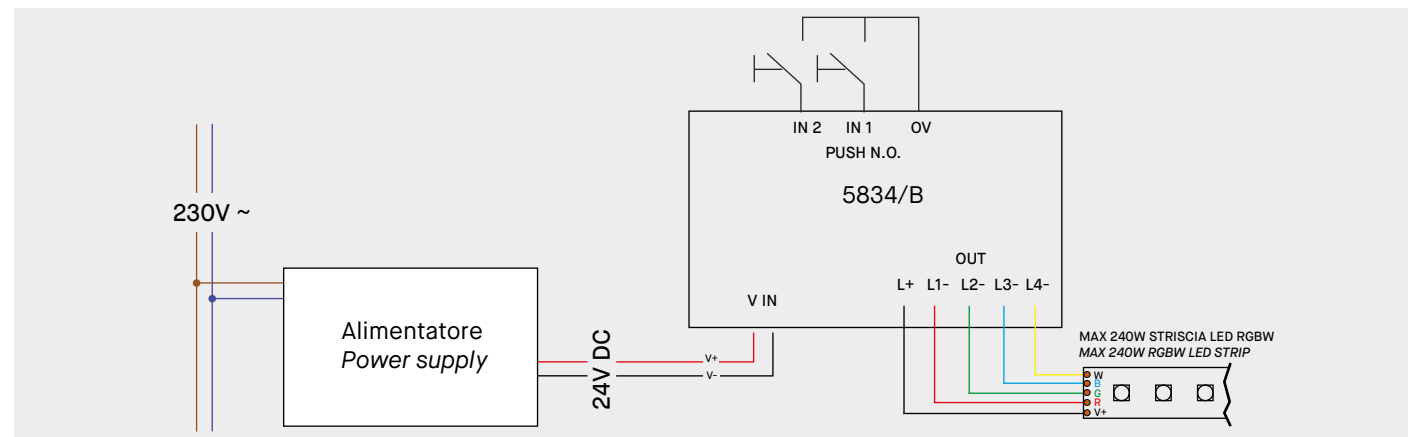 IN 2 IN 1 0V
PUSH N.O.
5834/B
230V ~
OUT
L+ L1- L2- L3- L4-
V IN
Alimentatore
Power supply
24V DC
V+
V-
MAX 240W STRISCIA LED RGBW
MAX 240W RGBW LED STRIP
W
B
G
R
V+